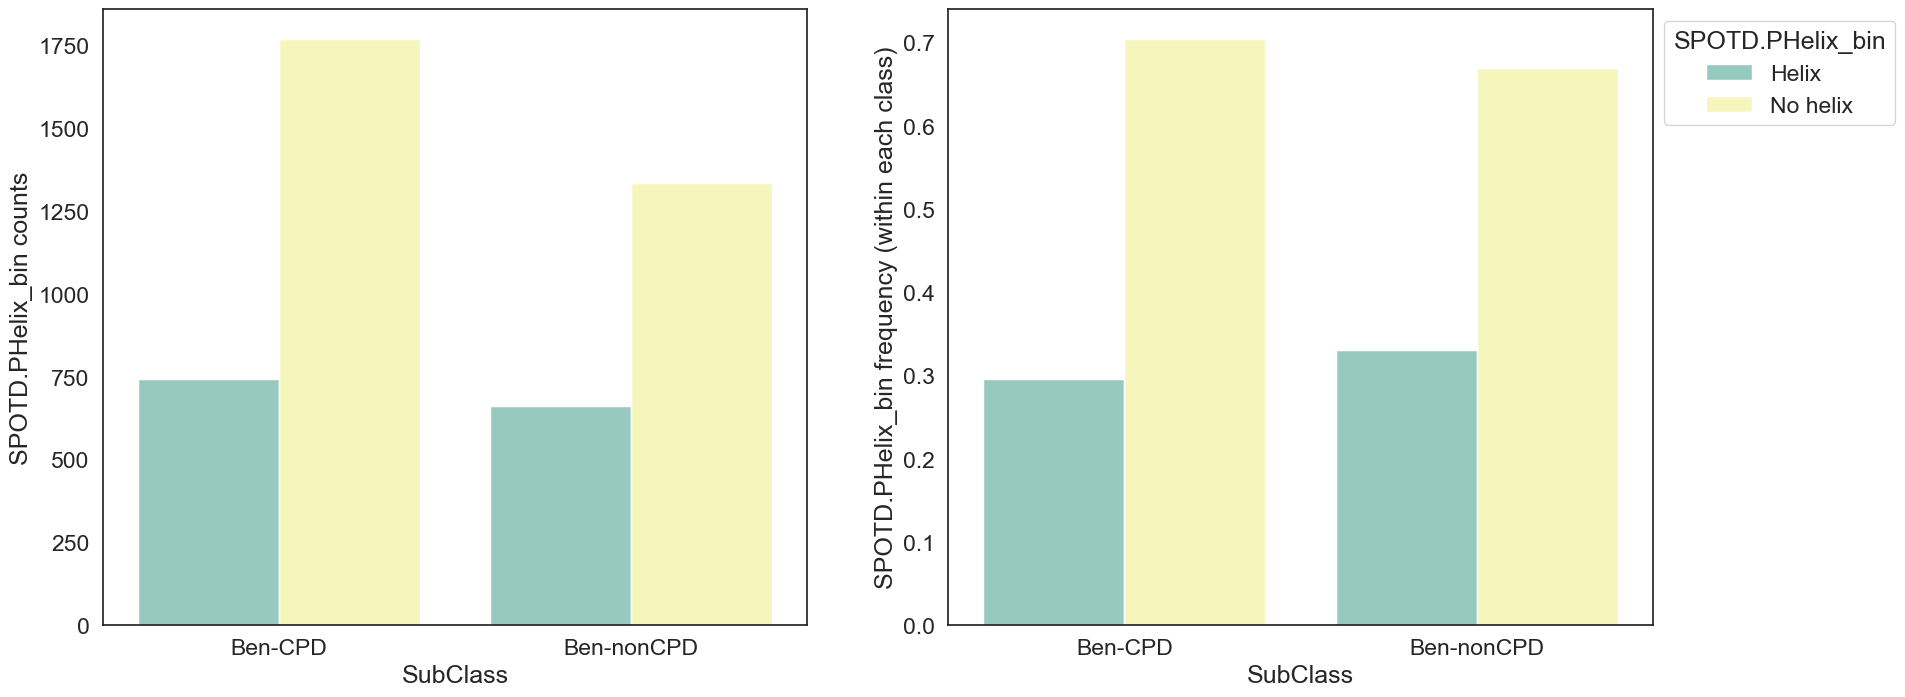 SPOTD.PHelix_bin counts
1750
1500
1250
1000
750
500
250
0
Ben-CPD
Ben-nonCPD
SubClass
SPOTD.PHelix_bin frequency (within each class)
0.7
0.6
0.5
0.4
0.3
0.2
0.1
0.0
Ben-CPD
Ben-nonCPD
SubClass
SPOTD.PHelix_bin
Helix
No helix